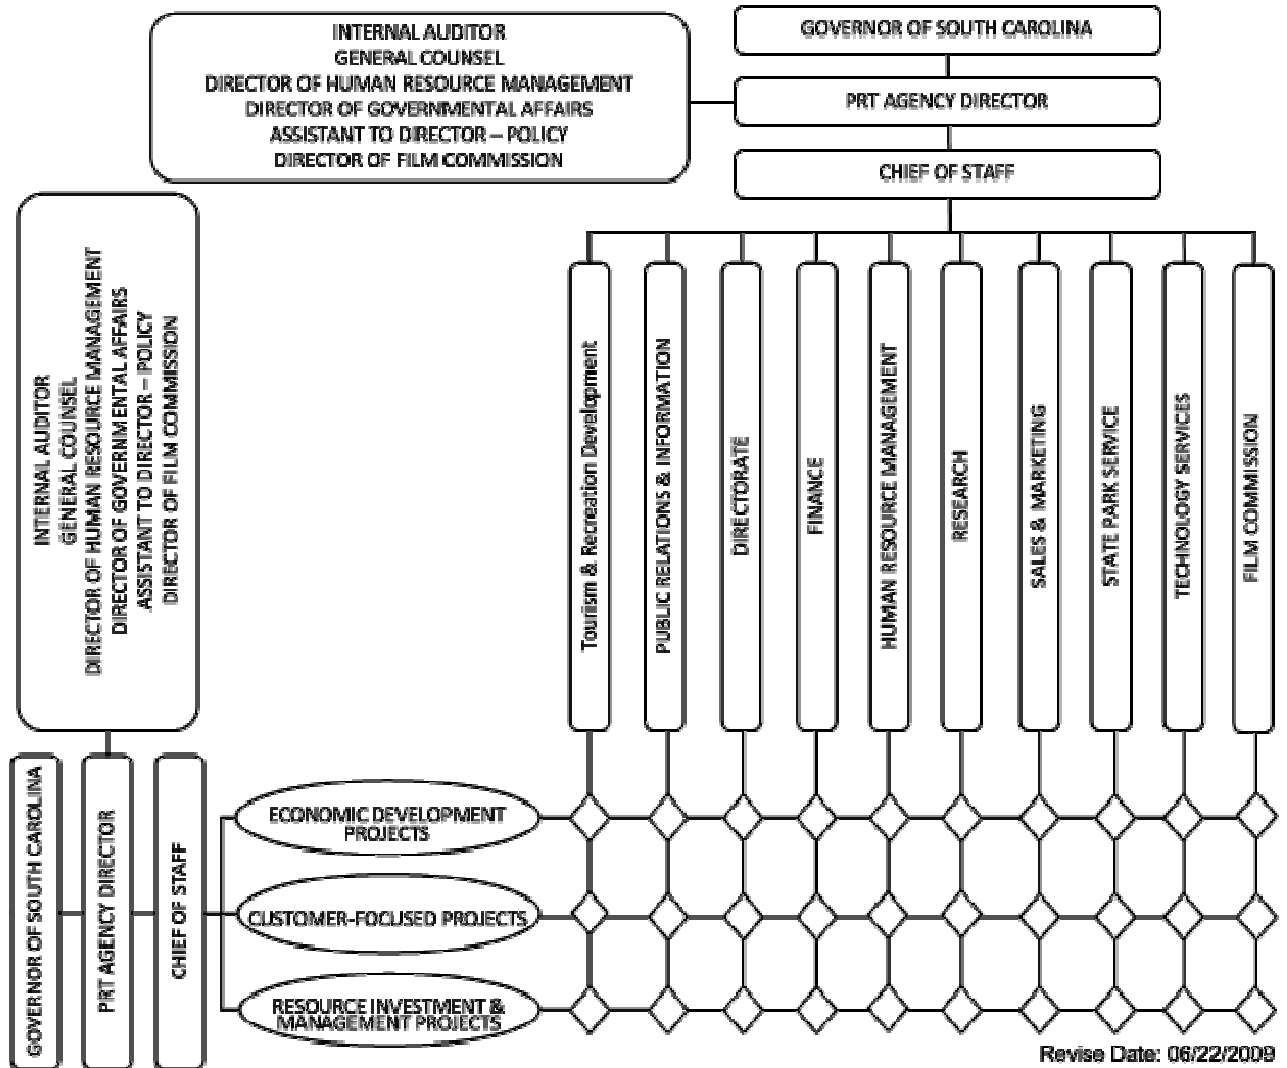 INTERNAL AUDITOR
GENERAL COUNSEL
DIRECTOR OF HUMAN RESOURCE MANAGEMENT
DIRECTOR OF GOVERNMENTAL AFFAIRS
ASSISTANT TO DIRECTOR – POLICY
DIRECTOR OF FILM COMMISSION
GOVERNOR OF SOUTH CAROLINA
PRT AGENCY DIRECTOR
CHIEF OF STAFF
INTERNAL AUDITOR
GENERAL COUNSEL
DIRECTOR OF HUMAN RESOURCE MANAGEMENT
DIRECTOR OF GOVERNMENTAL AFFAIRS
ASSISTANT TO DIRECTOR – POLICY
DIRECTOR OF FILM COMMISSION
Tourism & Recreation Development
PUBLIC RELATIONS & INFORMATION
DIRECTORATE
FINANCE
HUMAN RESOURCE MANAGEMENT
RESEARCH
SALES & MARKETING
STATE PARK SERVICE
TECHNOLOGY SERVICES
FILM COMMISSION
GOVERNOR OF SOUTH CAROLINA
PRT AGENCY DIRECTOR
CHIEF OF STAFF
ECONOMIC DEVELOPMENT
PROJECTS
CUSTOMER-FOCUSED PROJECTS
RESOURCE INVESTMENT &
MANAGEMENT PROJECTS
Revise Date: 06/22/2009